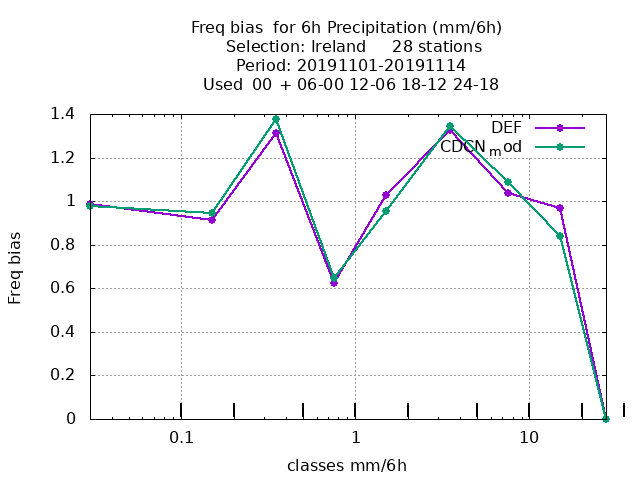 Freq bias  for 6h Precipitation (mm/6h)
Selection: Ireland     28 stations
Period: 20191101-20191114
Used  00  + 06-00 12-06 18-12 24-18
DEF
CDCN_mod
Freq bias
1.4
1.2
1
0.8
0.6
0.4
0.2
0
0.1
1
10
classes mm/6h